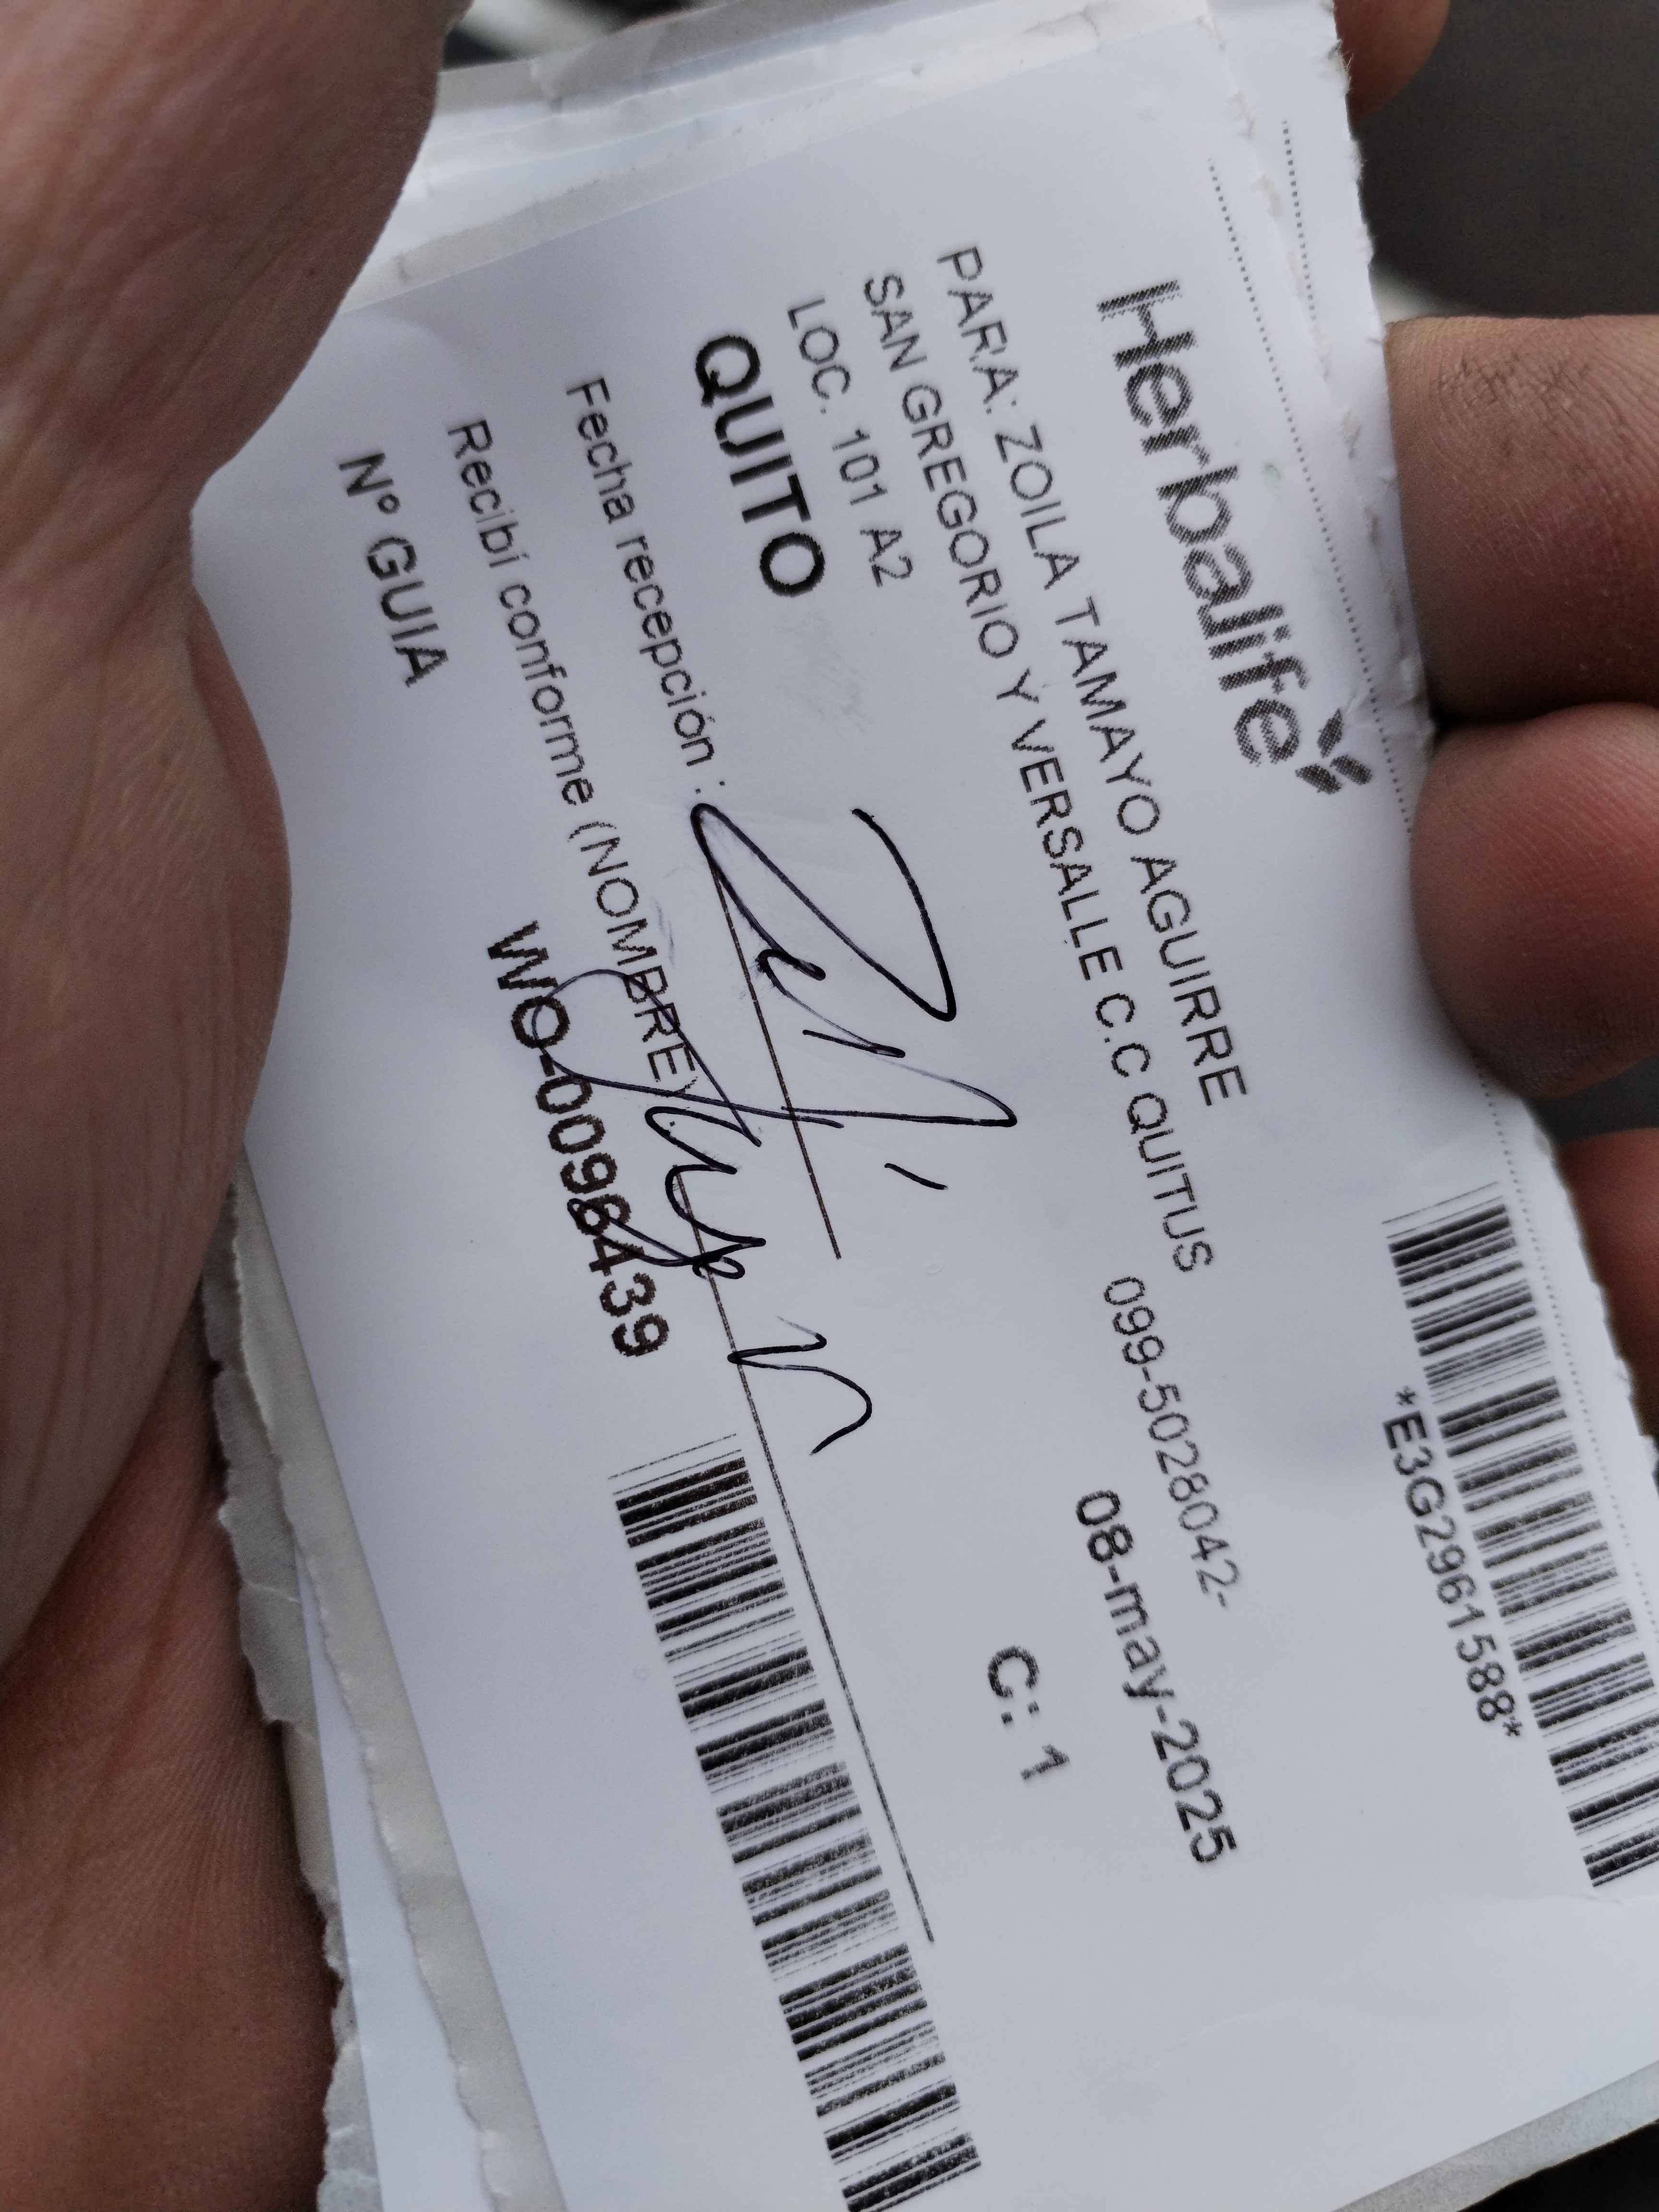 Herbalife
*E3G2961588*
PARA: ZOILA TAMAYO AGUIRRE
SAN GREGORIO Y VERSALLE C.C QUITUS 099-5028042-
LOC. 101 A2
08-may-2025
QUITO
C: 1
Fecha recepción :
Recibí conforme (NOMBRE)
Nº GUIA WO-0098439